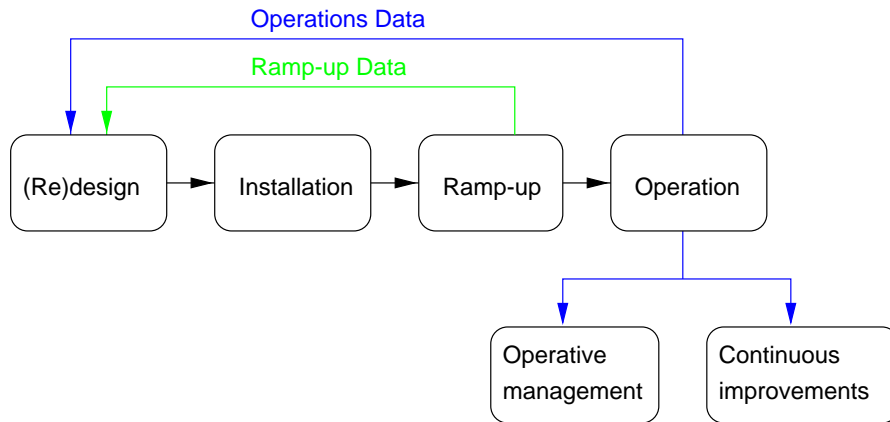 Operations Data
Ramp-up Data
(Re)design
Installation
Ramp-up
Operation
Operative
management
Continuous
improvements